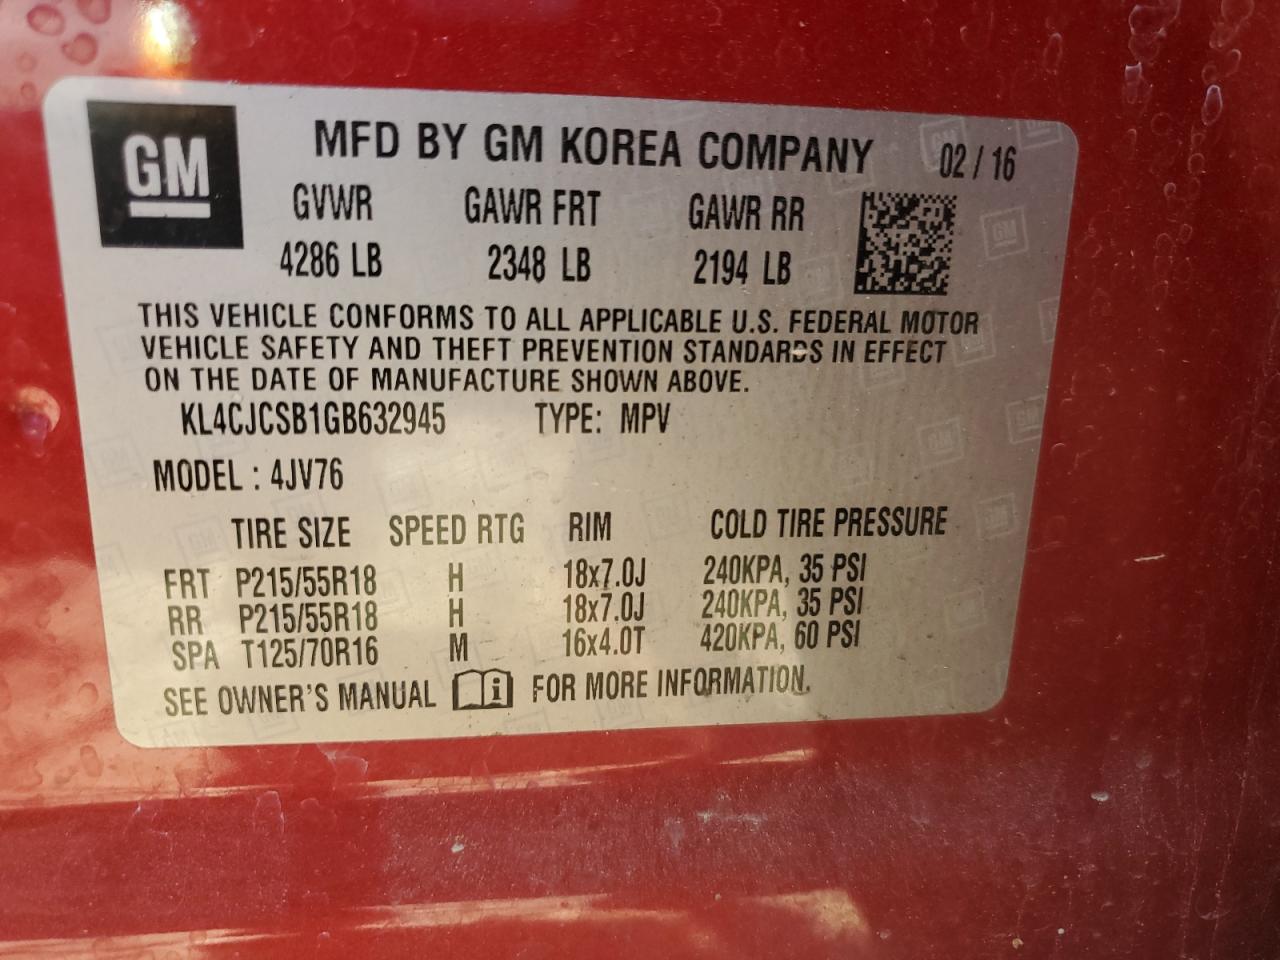 GM
MFD BY GM KOREA COMPANY 02 / 16
GVWR GAWR FRT GAWR RR
4286 LB 2348 LB 2194 LB
THIS VEHICLE CONFORMS TO ALL APPLICABLE U.S. FEDERAL MOTOR
VEHICLE SAFETY AND THEFT PREVENTION STANDARDS IN EFFECT
ON THE DATE OF MANUFACTURE SHOWN ABOVE.
KL4CJCSB1GB632945 TYPE: MPV
MODEL : 4JV76
TIRE SIZE SPEED RTG RIM COLD TIRE PRESSURE
FRT P215/55R18 H 18x7.0J 240KPA, 35 PSI
RR P215/55R18 H 18x7.0J 240KPA, 35 PSI
SPA T125/70R16 M 16x4.0T 420KPA, 60 PSI
SEE OWNER'S MANUAL i FOR MORE INFORMATION.